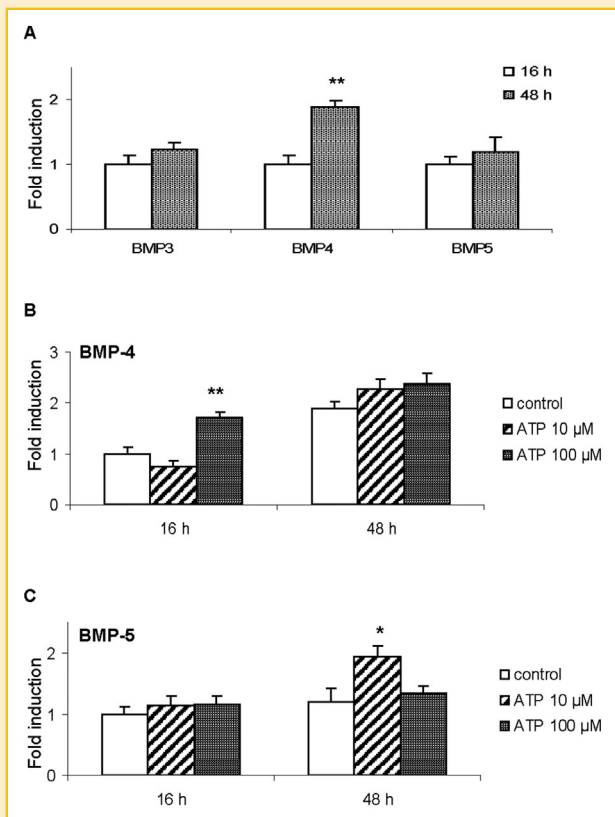 A
Fold induction
2
1
0
**
16 h
48 h
BMP3 BMP4 BMP5
B
BMP-4
Fold induction
3
2
1
0
**
16 h 48 h
control
ATP 10 µM
ATP 100 µM
C
BMP-5
Fold induction
2
1
0
*
16 h 48 h
control
ATP 10 µM
ATP 100 µM